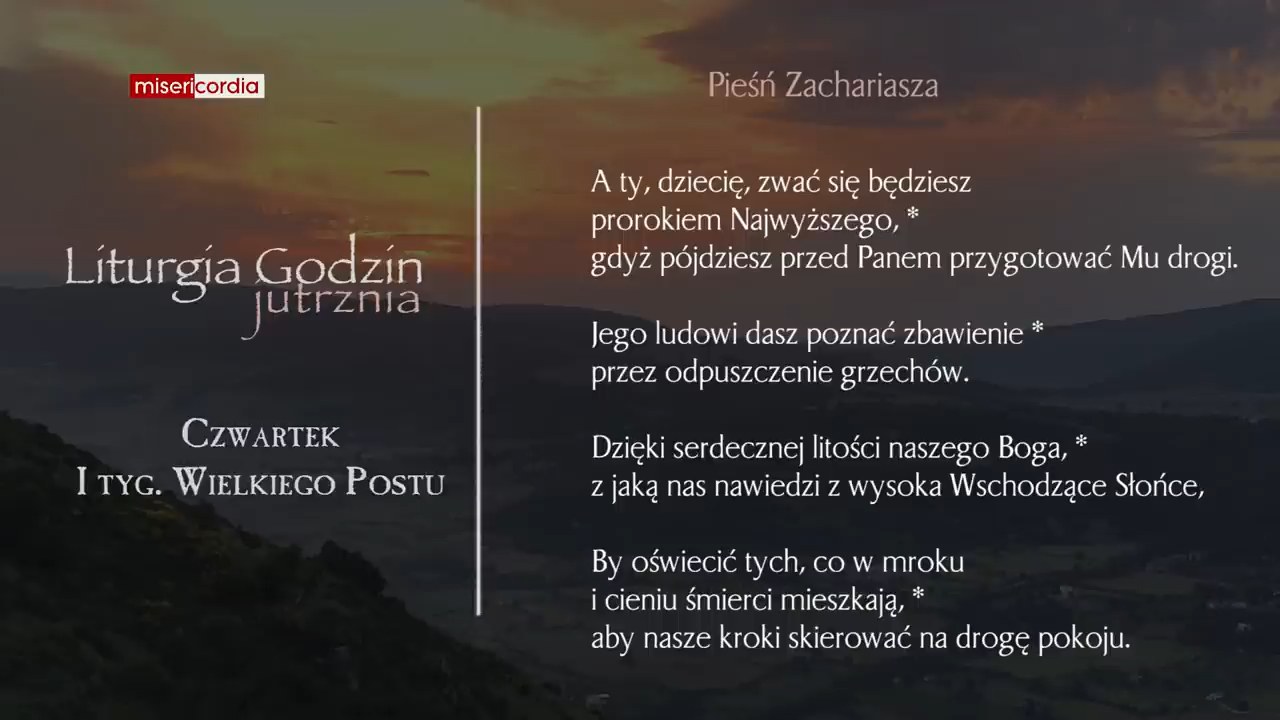 misericordia
Liturgia Godzin
jutrznia
Czwartek
I tyg. Wielkiego Postu
Pieśń Zachariasza
A ty, dziecię, zwać się będziesz
prorokiem Najwyższego, *
gdyż pójdziesz przed Panem przygotować Mu drogi.
Jego ludowi dasz poznać zbawienie *
przez odpuszczenie grzechów.
Dzięki serdecznej litości naszego Boga, *
z jaką nas nawiedzi z wysoka Wschodzące Słońce,
By oświecić tych, co w mroku
i cieniu śmierci mieszkają, *
aby nasze kroki skierować na drogę pokoju.